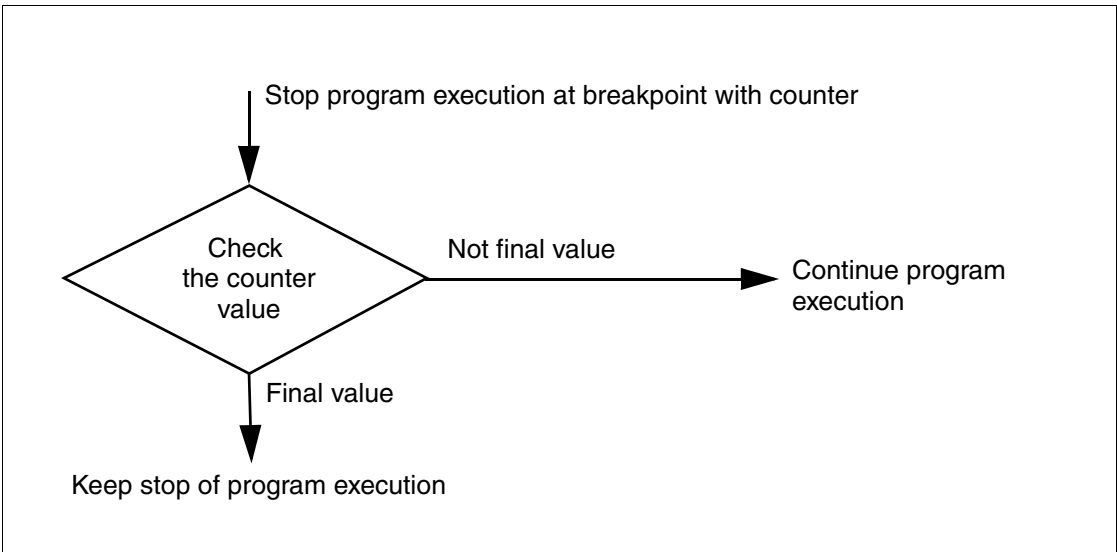 Stop program execution at breakpoint with counter
Check
the counter
value
Not final value
Continue program
execution
Final value
Keep stop of program execution